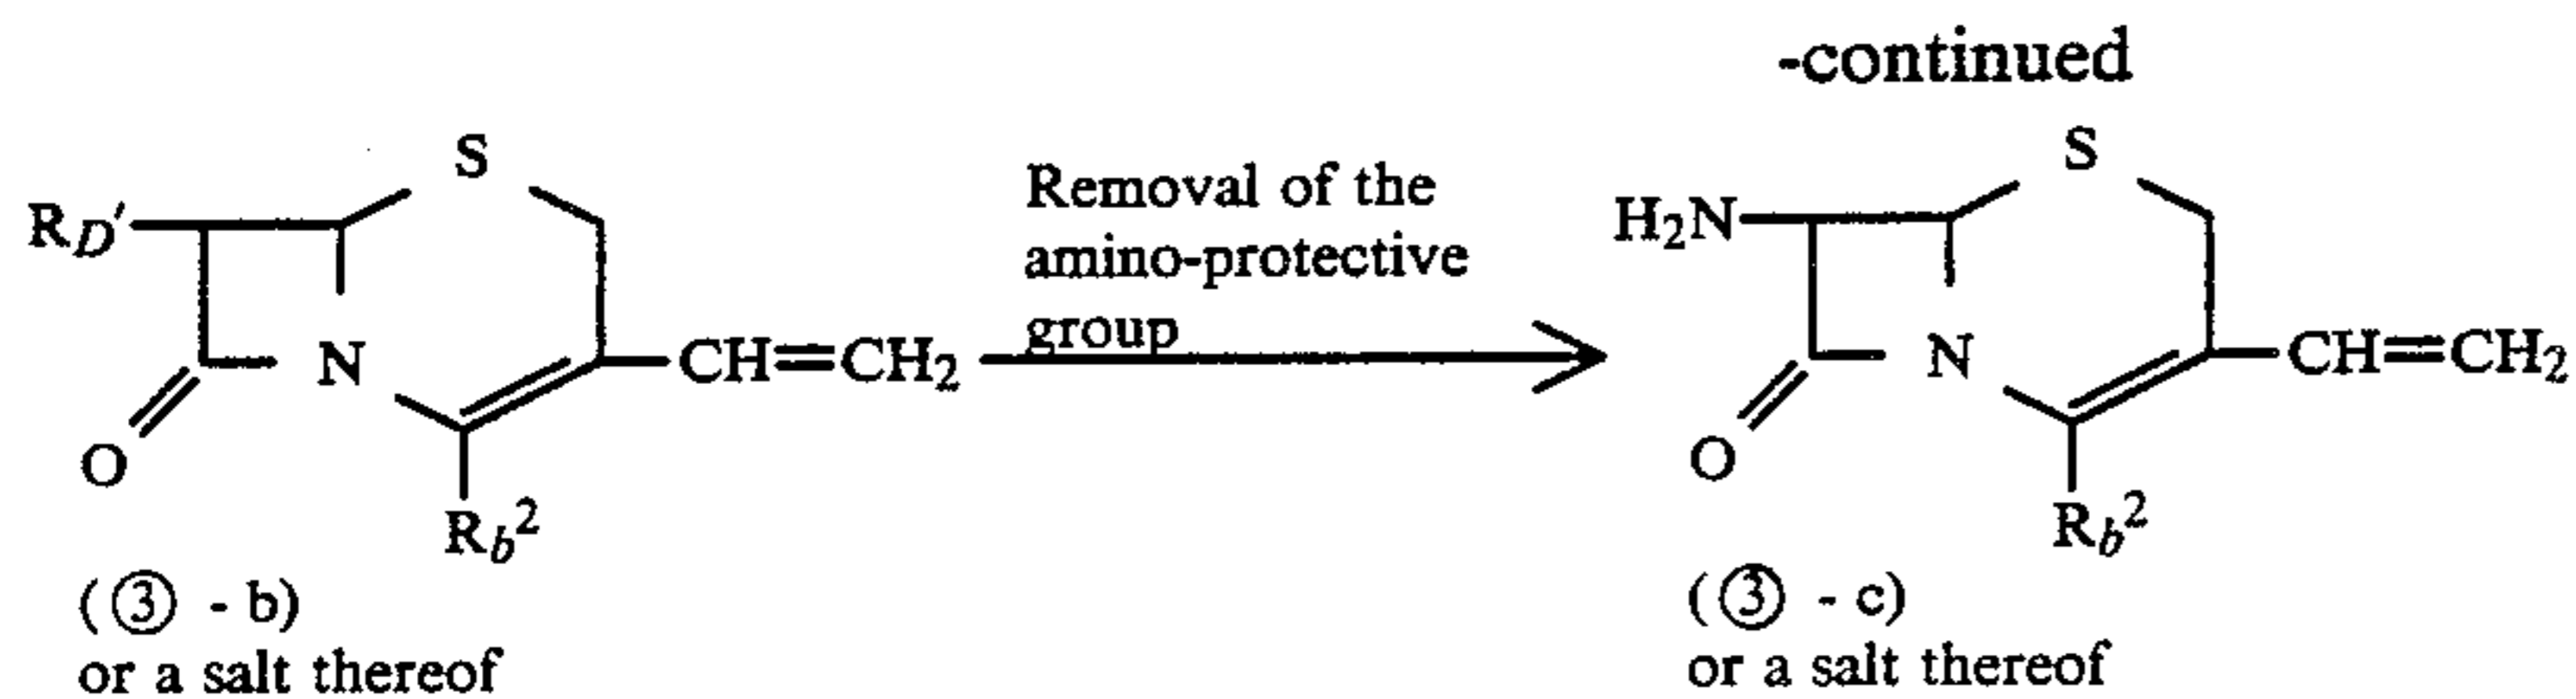 -continued
S
S
R_D'
H₂N
Removal of the
amino-protective
group
N
CH=CH₂
N
CH=CH₂
O
O
R_b²
R_b²
(③ - b)
or a salt thereof
(③ - c)
or a salt thereof